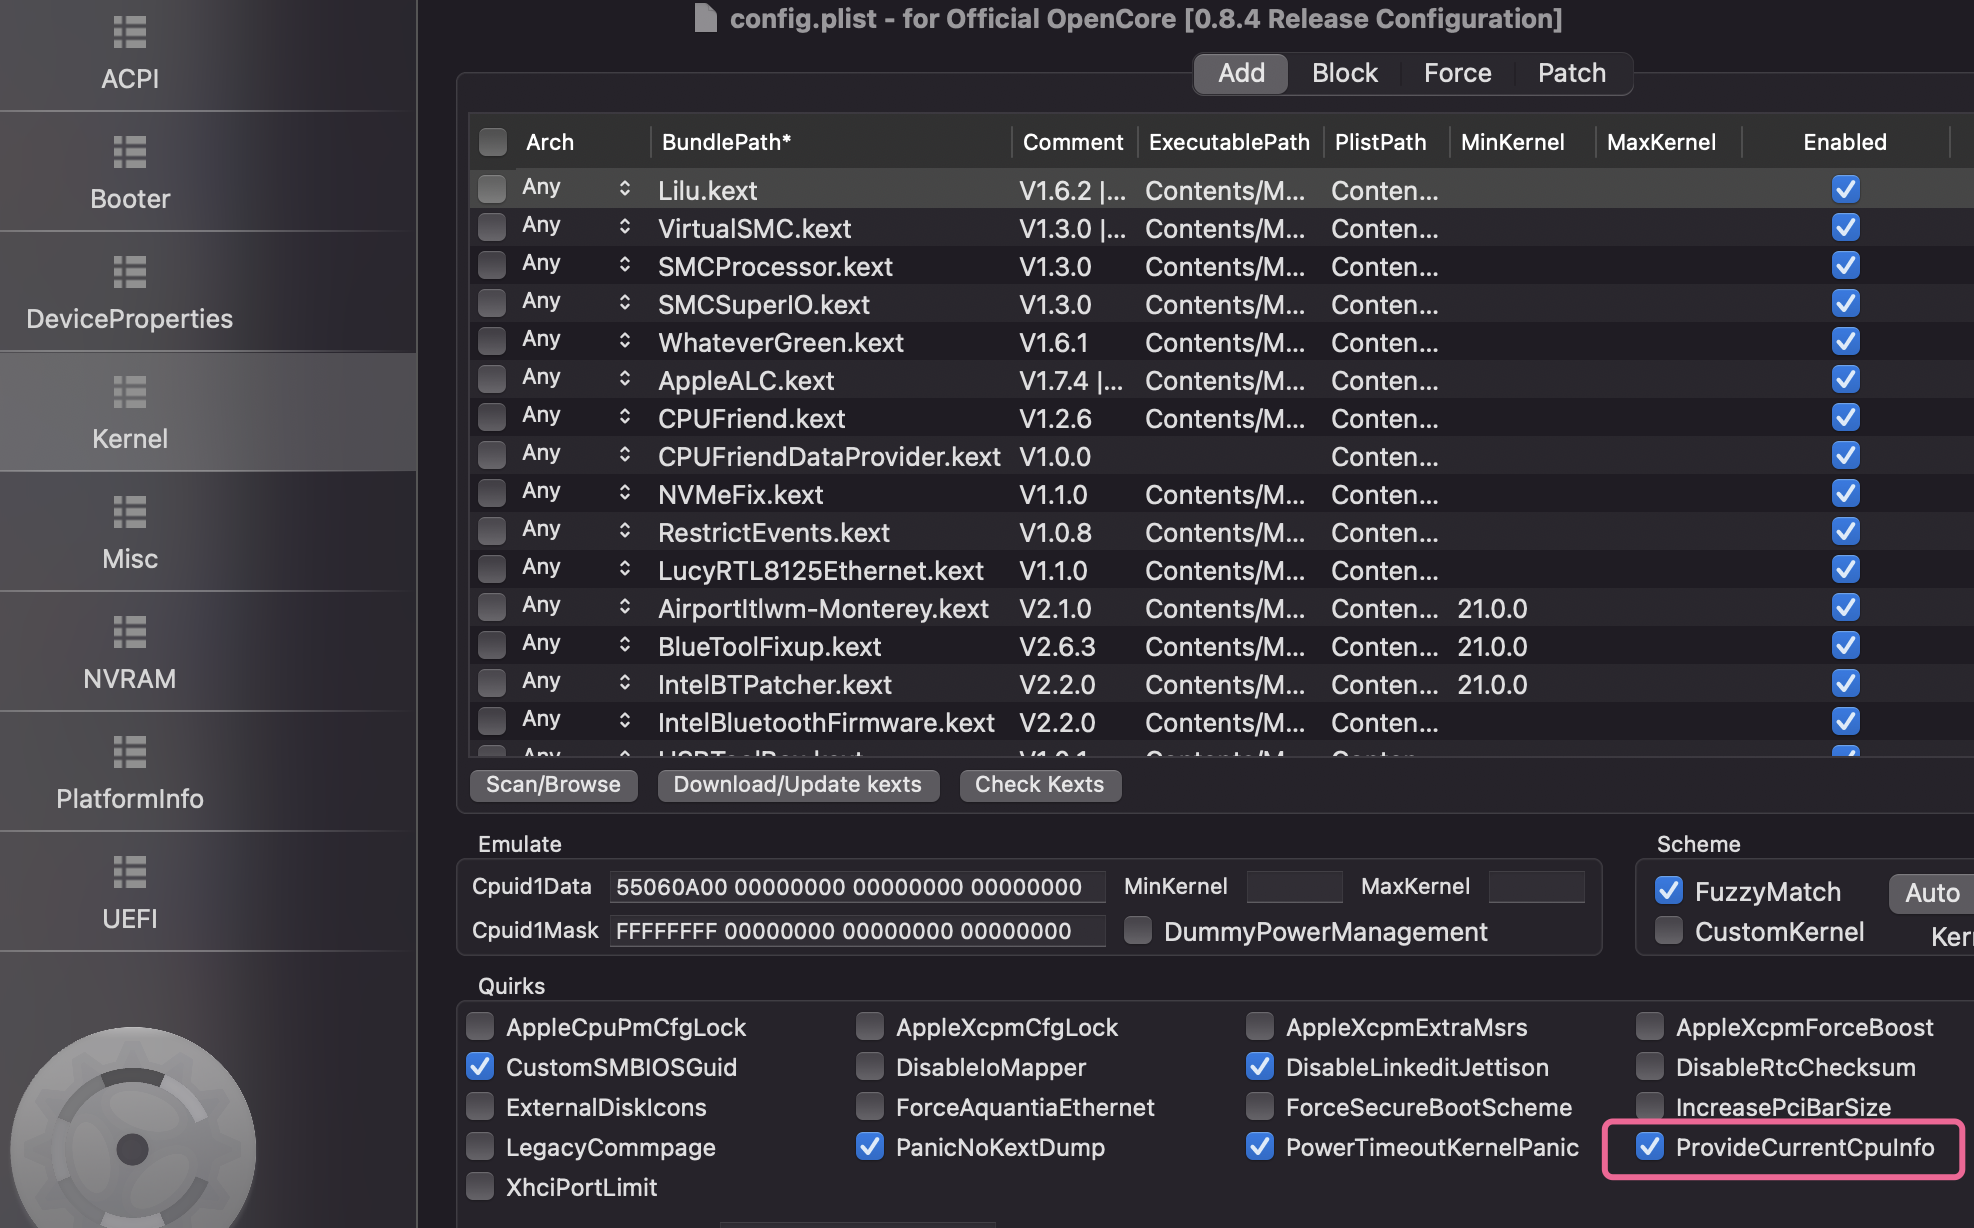 config.plist - for Official OpenCore [0.8.4 Release Configuration]
ACPI
Booter
DeviceProperties
Kernel
Misc
NVRAM
PlatformInfo
UEFI
Add Block Force Patch
Arch BundlePath* Comment ExecutablePath PlistPath MinKernel MaxKernel Enabled
Any Lilu.kext V1.6.2 |... Contents/M... Conten...
Any VirtualSMC.kext V1.3.0 |... Contents/M... Conten...
Any SMCProcessor.kext V1.3.0 Contents/M... Conten...
Any SMCSuperIO.kext V1.3.0 Contents/M... Conten...
Any WhateverGreen.kext V1.6.1 Contents/M... Conten...
Any AppleALC.kext V1.7.4 |... Contents/M... Conten...
Any CPUFriend.kext V1.2.6 Contents/M... Conten...
Any CPUFriendDataProvider.kext V1.0.0 Conten...
Any NVMeFix.kext V1.1.0 Contents/M... Conten...
Any RestrictEvents.kext V1.0.8 Contents/M... Conten...
Any LucyRTL8125Ethernet.kext V1.1.0 Contents/M... Conten...
Any AirportItlwm-Monterey.kext V2.1.0 Contents/M... Conten... 21.0.0
Any BlueToolFixup.kext V2.6.3 Contents/M... Conten... 21.0.0
Any IntelBTPatcher.kext V2.2.0 Contents/M... Conten... 21.0.0
Any IntelBluetoothFirmware.kext V2.2.0 Contents/M... Conten...
Scan/Browse Download/Update kexts Check Kexts
Emulate
Cpuid1Data 55060A00 00000000 00000000 00000000 MinKernel MaxKernel
Cpuid1Mask FFFFFFFF 00000000 00000000 00000000 DummyPowerManagement
Scheme
FuzzyMatch Auto
CustomKernel
Quirks
AppleCpuPmCfgLock AppleXcpmCfgLock AppleXcpmExtraMsrs AppleXcpmForceBoost
CustomSMBIOSGuid DisableIoMapper DisableLinkeditJettison DisableRtcChecksum
ExternalDiskIcons ForceAquantiaEthernet ForceSecureBootScheme IncreasePciBarSize
LegacyCommpage PanicNoKextDump PowerTimeoutKernelPanic ProvideCurrentCpuInfo
XhciPortLimit